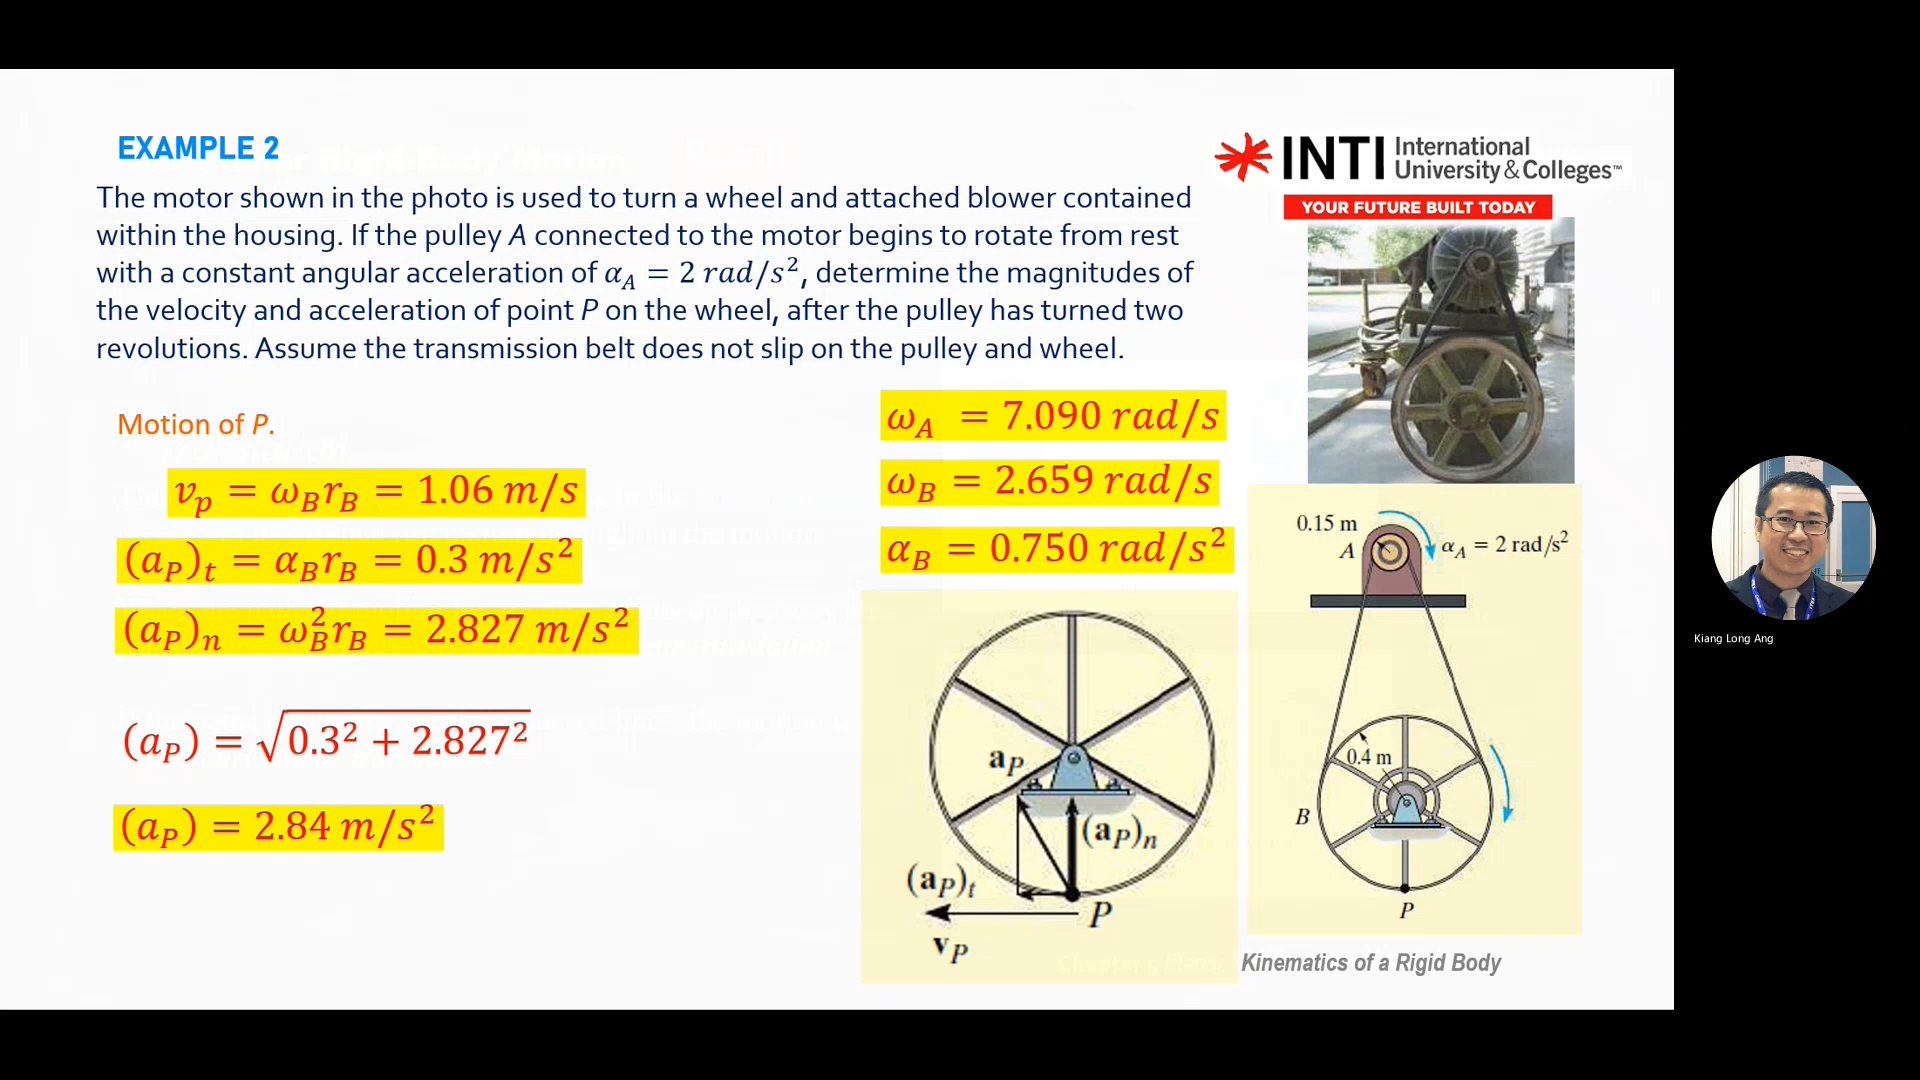 EXAMPLE 2
INTI International University & Colleges™
YOUR FUTURE BUILT TODAY
The motor shown in the photo is used to turn a wheel and attached blower contained
within the housing. If the pulley A connected to the motor begins to rotate from rest
with a constant angular acceleration of α_A = 2 rad/s², determine the magnitudes of
the velocity and acceleration of point P on the wheel, after the pulley has turned two
revolutions. Assume the transmission belt does not slip on the pulley and wheel.
Motion of P.
v_p = ω_B r_B = 1.06 m/s
(a_P)_t = α_B r_B = 0.3 m/s²
(a_P)_n = ω_B² r_B = 2.827 m/s²
(a_P) = √(0.3² + 2.827²)
(a_P) = 2.84 m/s²
ω_A = 7.090 rad/s
ω_B = 2.659 rad/s
α_B = 0.750 rad/s²
a_P
(a_P)_n
(a_P)_t
P
v_P
0.15 m
A
α_A = 2 rad/s²
0.4 m
B
P
Kinematics of a Rigid Body
Kiang Long Ang